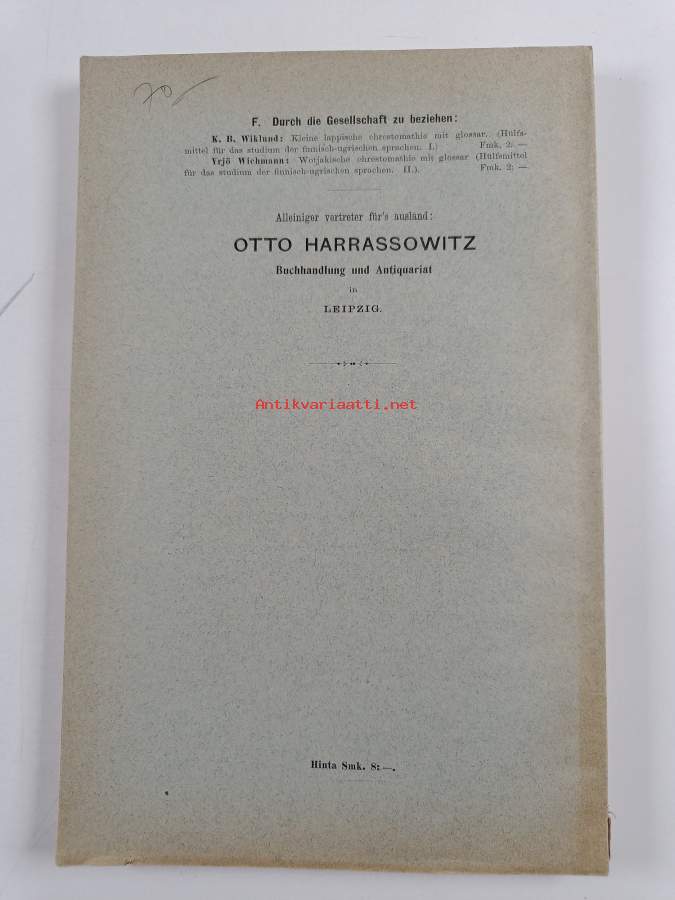 70
F. Durch die Gesellschaft zu beziehen:
K. B. Wiklund: Kleine lappische chrestomathie mit glossar. (Hülfs-
mittel für das studium der finnisch-ugrischen sprachen. I.) Fmk. 2: —
Yrjö Wichmann: Wotjakische chrestomathie mit glossar (Hülfsmittel
für das studium der finnisch-ugrischen sprachen. II.). Fmk. 2: —
Alleiniger vertreter für's ausland:
OTTO HARRASSOWITZ
Buchhandlung und Antiquariat
in
LEIPZIG.
Antikvariaatti.net
Hinta Smk. 8: —.